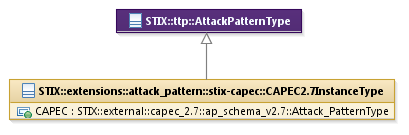 STIX::ttp::AttackPatternType
STIX::extensions::attack_pattern::stix-capec::CAPEC2.7InstanceType
CAPEC : STIX::external::capec_2.7::ap_schema_v2.7::Attack_PatternType